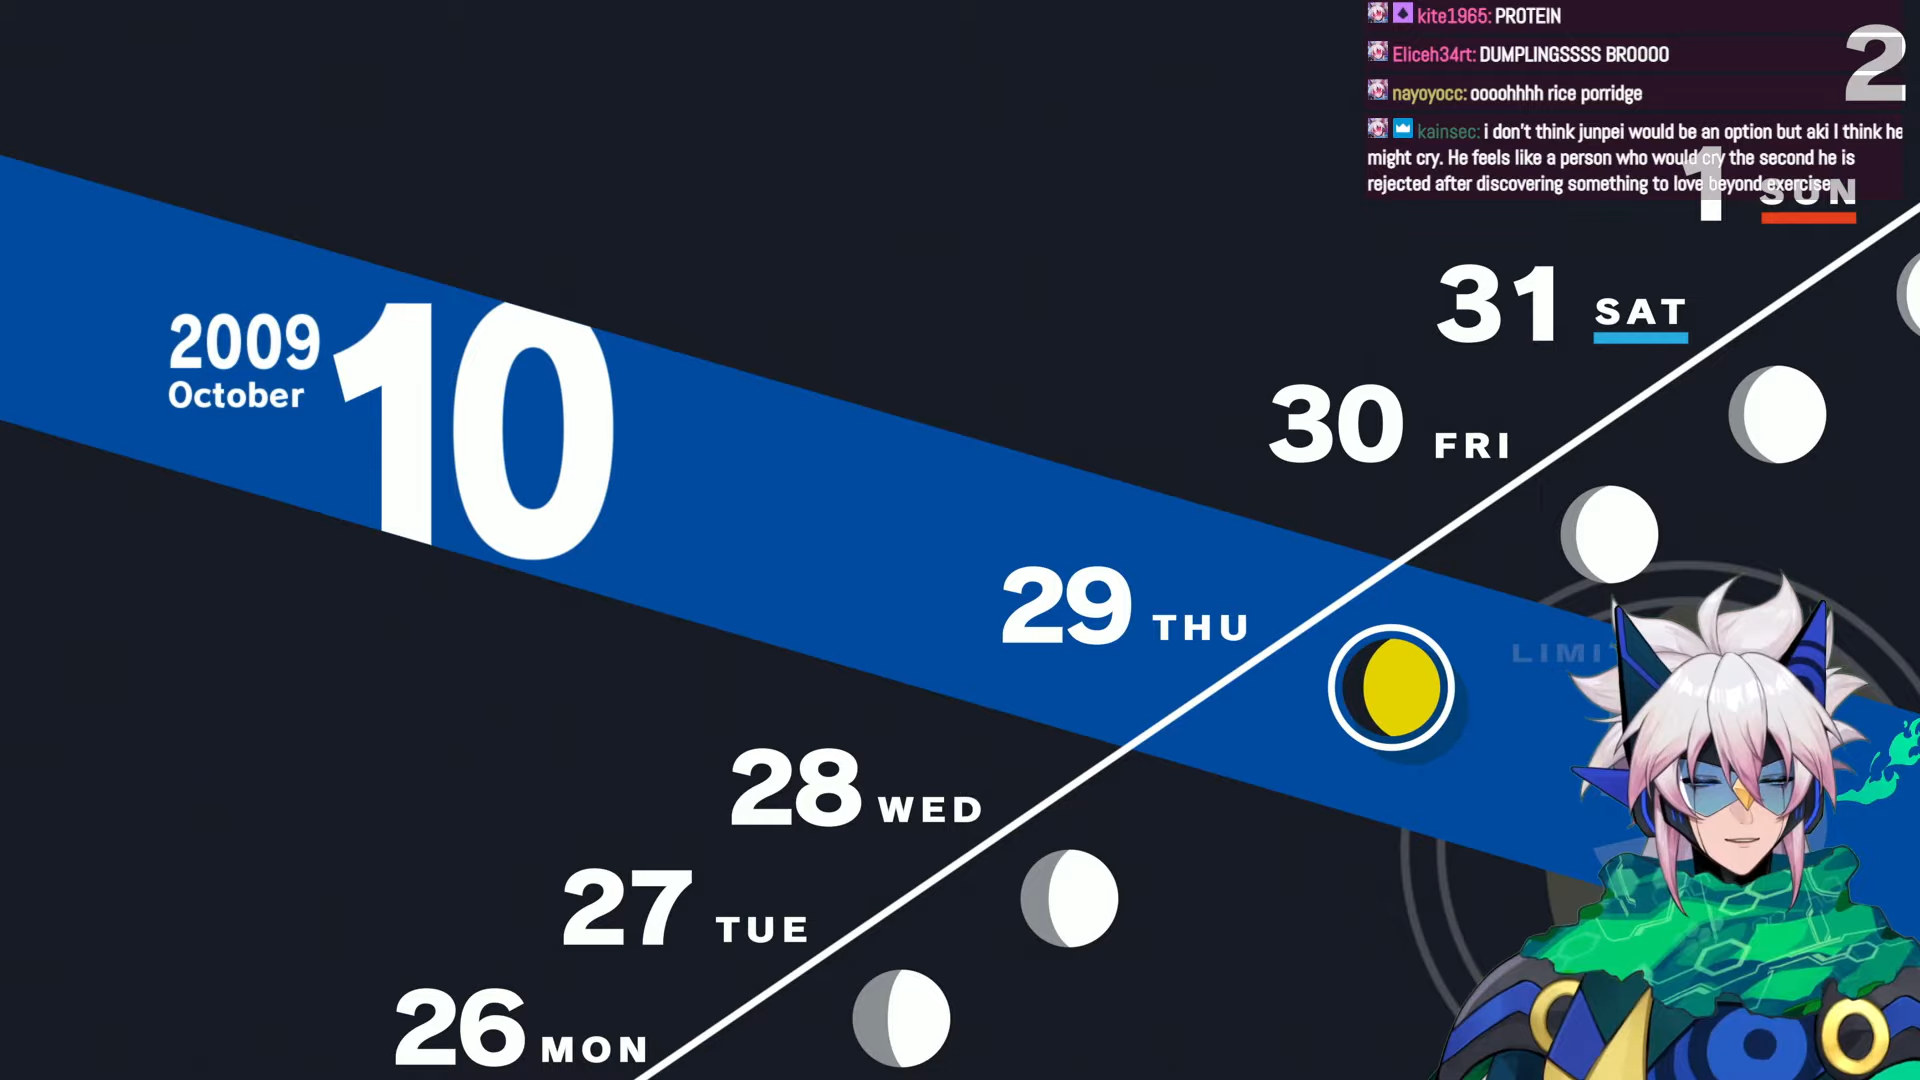 kite1965: PROTEIN
Eliceh34rt: DUMPLINGSSSS BROOOO
nayoyocc: oooohhhh rice porridge
kainsec: i don't think junpei would be an option but aki I think he
might cry. He feels like a person who would cry the second he is
rejected after discovering something to love beyond exercise
2
1 SUN
31 SAT
30 FRI
2009
October
10
29 THU
LIMI
28 WED
27 TUE
26 MON